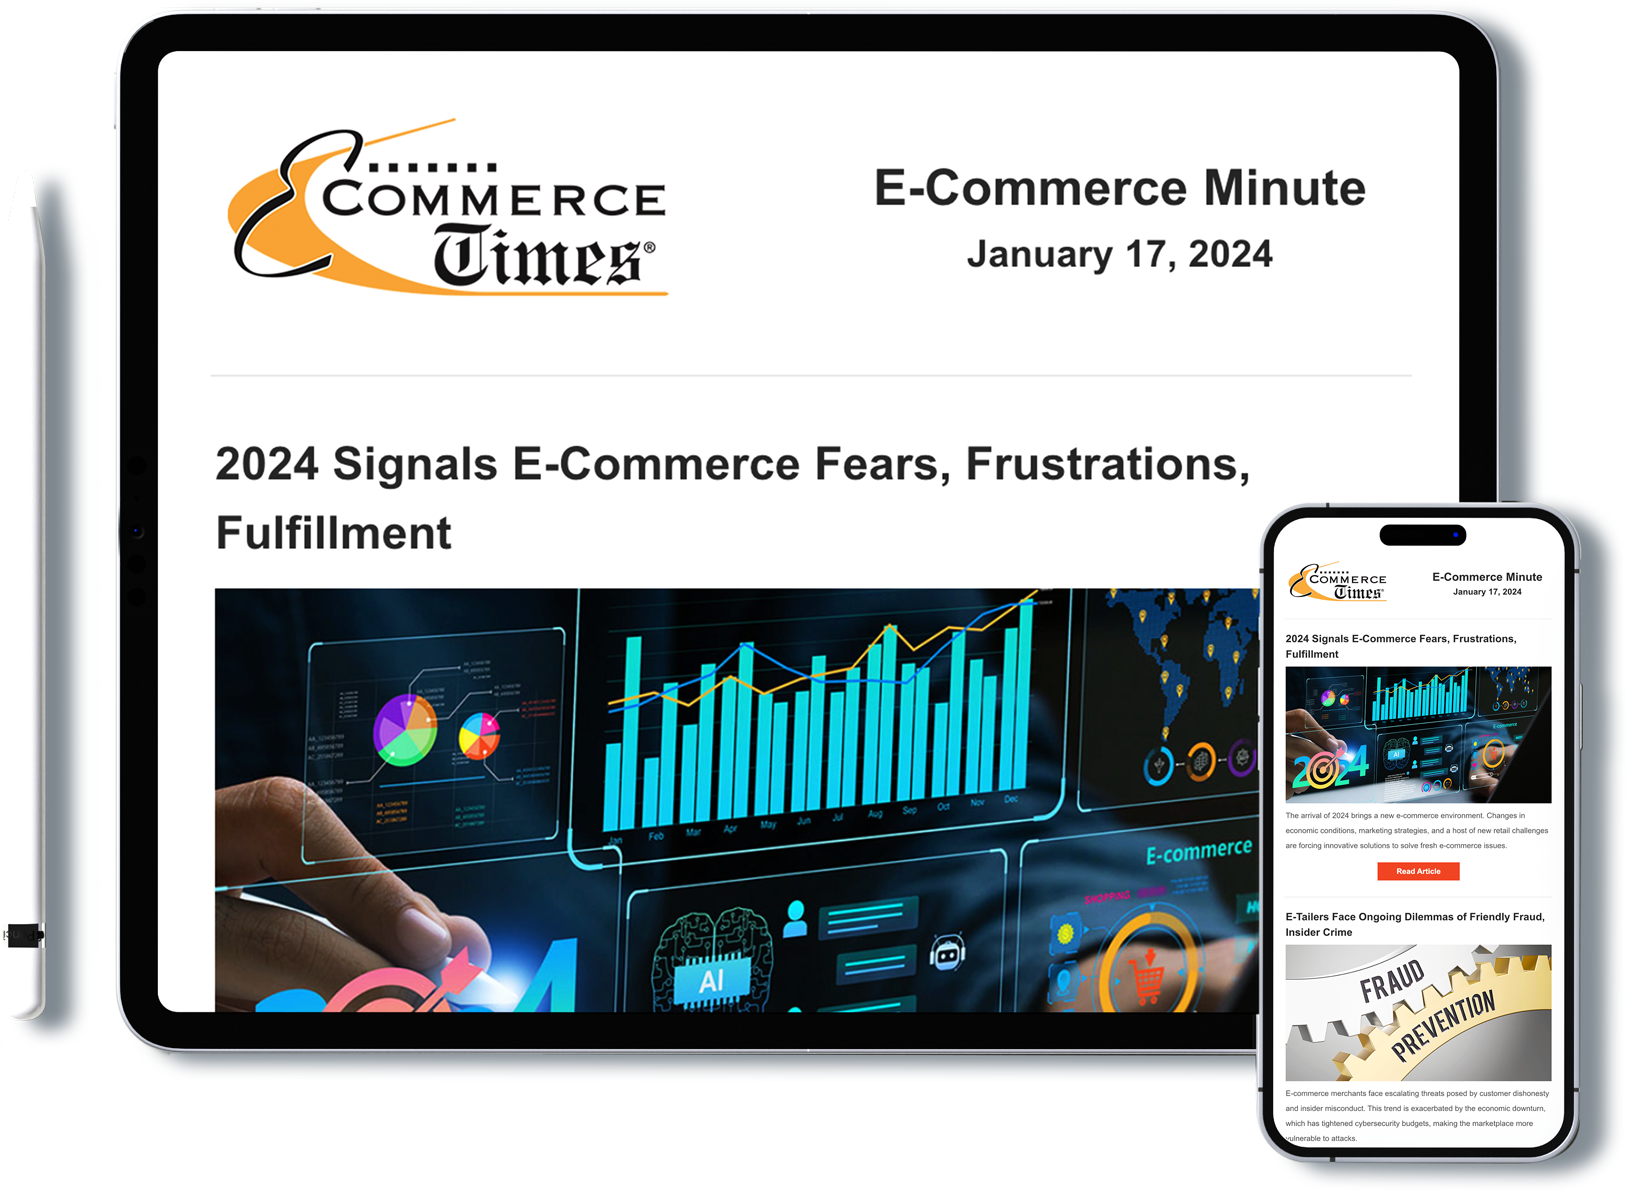 E COMMERCE
Times®
E-Commerce Minute
January 17, 2024
2024 Signals E-Commerce Fears, Frustrations,
Fulfillment
Jan Feb Mar Apr May Jun Jul Aug Sep Oct Nov Dec
E-commerce
SHOPPING
AI
E COMMERCE
Times
E-Commerce Minute
January 17, 2024
2024 Signals E-Commerce Fears, Frustrations,
Fulfillment
E-commerce
AI
2024
The arrival of 2024 brings a new e-commerce environment. Changes in
economic conditions, marketing strategies, and a host of new retail challenges
are forcing innovative solutions to solve fresh e-commerce issues.
Read Article
E-Tailers Face Ongoing Dilemmas of Friendly Fraud,
Insider Crime
FRAUD
PREVENTION
E-commerce merchants face escalating threats posed by customer dishonesty
and insider misconduct. This trend is exacerbated by the economic downturn,
which has tightened cybersecurity budgets, making the marketplace more
vulnerable to attacks.